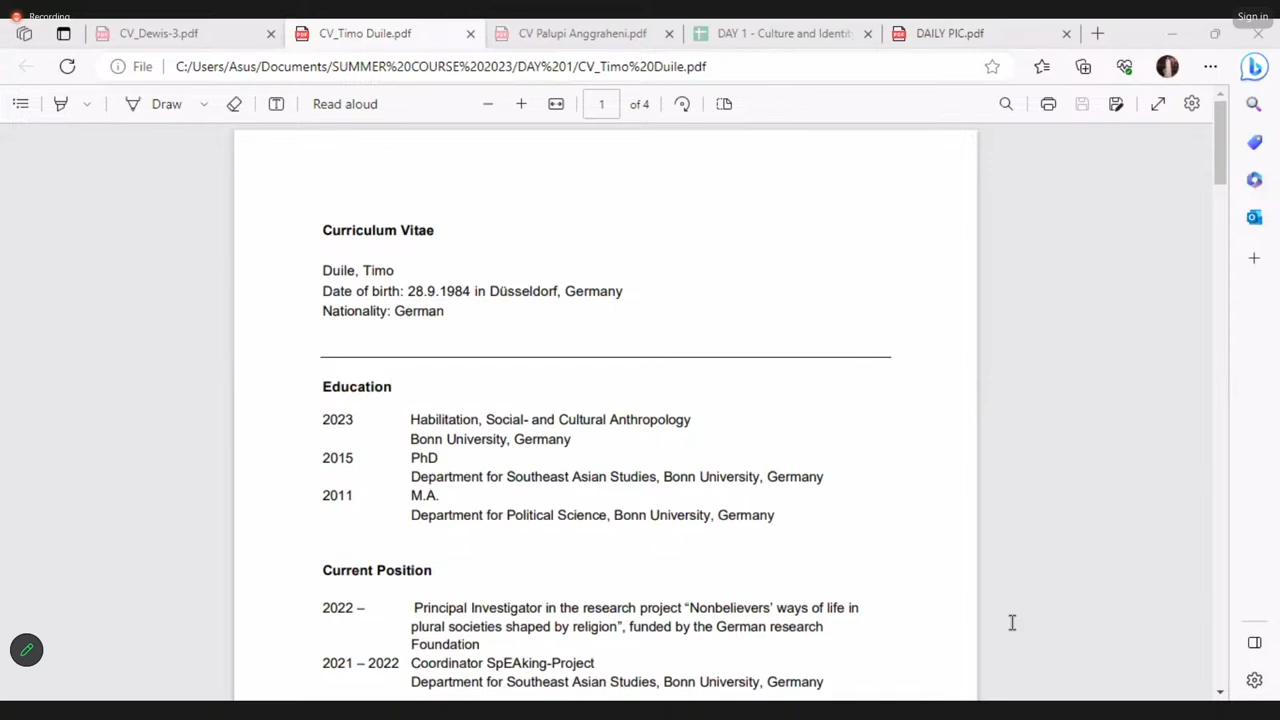 Recording
Sign in
CV_Dewis-3.pdf
CV_Timo Duile.pdf
CV Palupi Anggraheni.pdf
DAY 1 - Culture and Identit
DAILY PIC.pdf
File
C:/Users/Asus/Documents/SUMMER%20COURSE%202023/DAY%201/CV_Timo%20Duile.pdf
Draw
Read aloud
1 of 4
Curriculum Vitae
Duile, Timo
Date of birth: 28.9.1984 in Düsseldorf, Germany
Nationality: German
Education
2023 Habilitation, Social- and Cultural Anthropology
Bonn University, Germany
2015 PhD
Department for Southeast Asian Studies, Bonn University, Germany
2011 M.A.
Department for Political Science, Bonn University, Germany
Current Position
2022 – Principal Investigator in the research project “Nonbelievers’ ways of life in
plural societies shaped by religion”, funded by the German research
Foundation
2021 – 2022 Coordinator SpEAking-Project
Department for Southeast Asian Studies, Bonn University, Germany